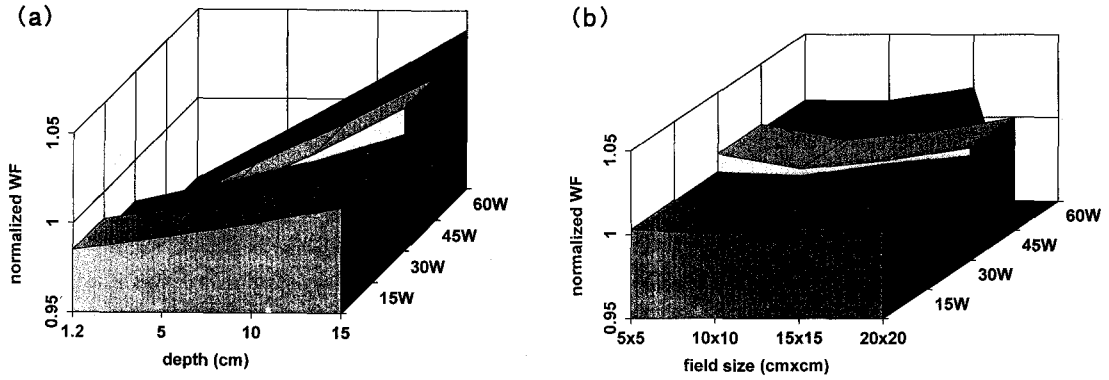 (a)
normalized WF
1.05
1
0.95
1.2
5
10
15
depth (cm)
15W
30W
45W
60W
(b)
normalized WF
1.05
1
0.95
5x5
10x10
15x15
20x20
field size (cmxcm)
15W
30W
45W
60W